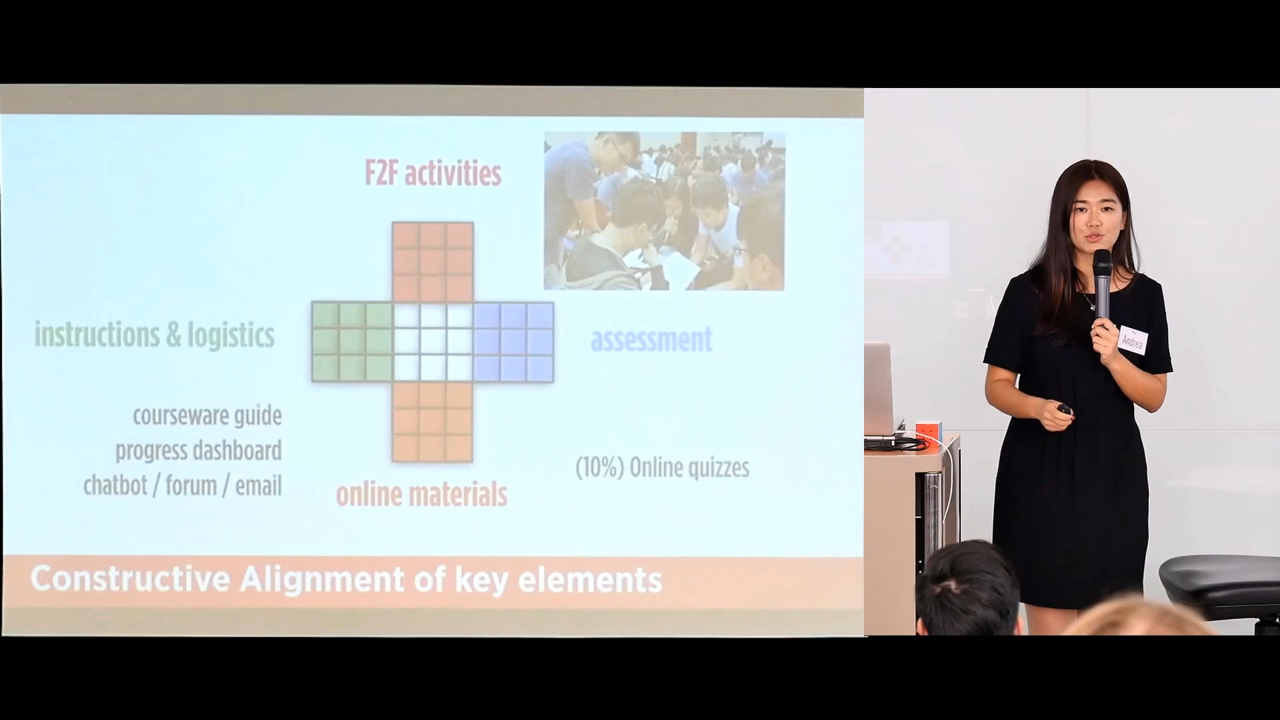 F2F activities
instructions & logistics
assessment
courseware guide
progress dashboard
chatbot / forum / email
(10%) Online quizzes
online materials
Constructive Alignment of key elements
Andrea